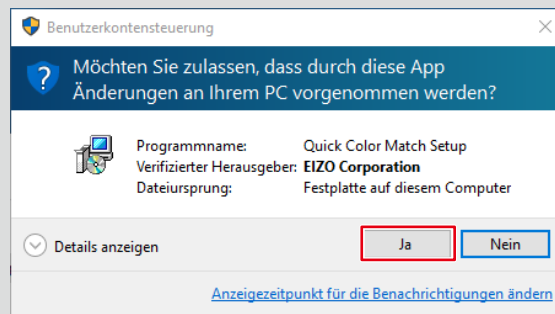 Benutzerkontensteuerung
Möchten Sie zulassen, dass durch diese App
Änderungen an Ihrem PC vorgenommen werden?
Programmname: Quick Color Match Setup
Verifizierter Herausgeber: EIZO Corporation
Dateiursprung: Festplatte auf diesem Computer
Details anzeigen
Ja
Nein
Anzeigezeitpunkt für die Benachrichtigungen ändern